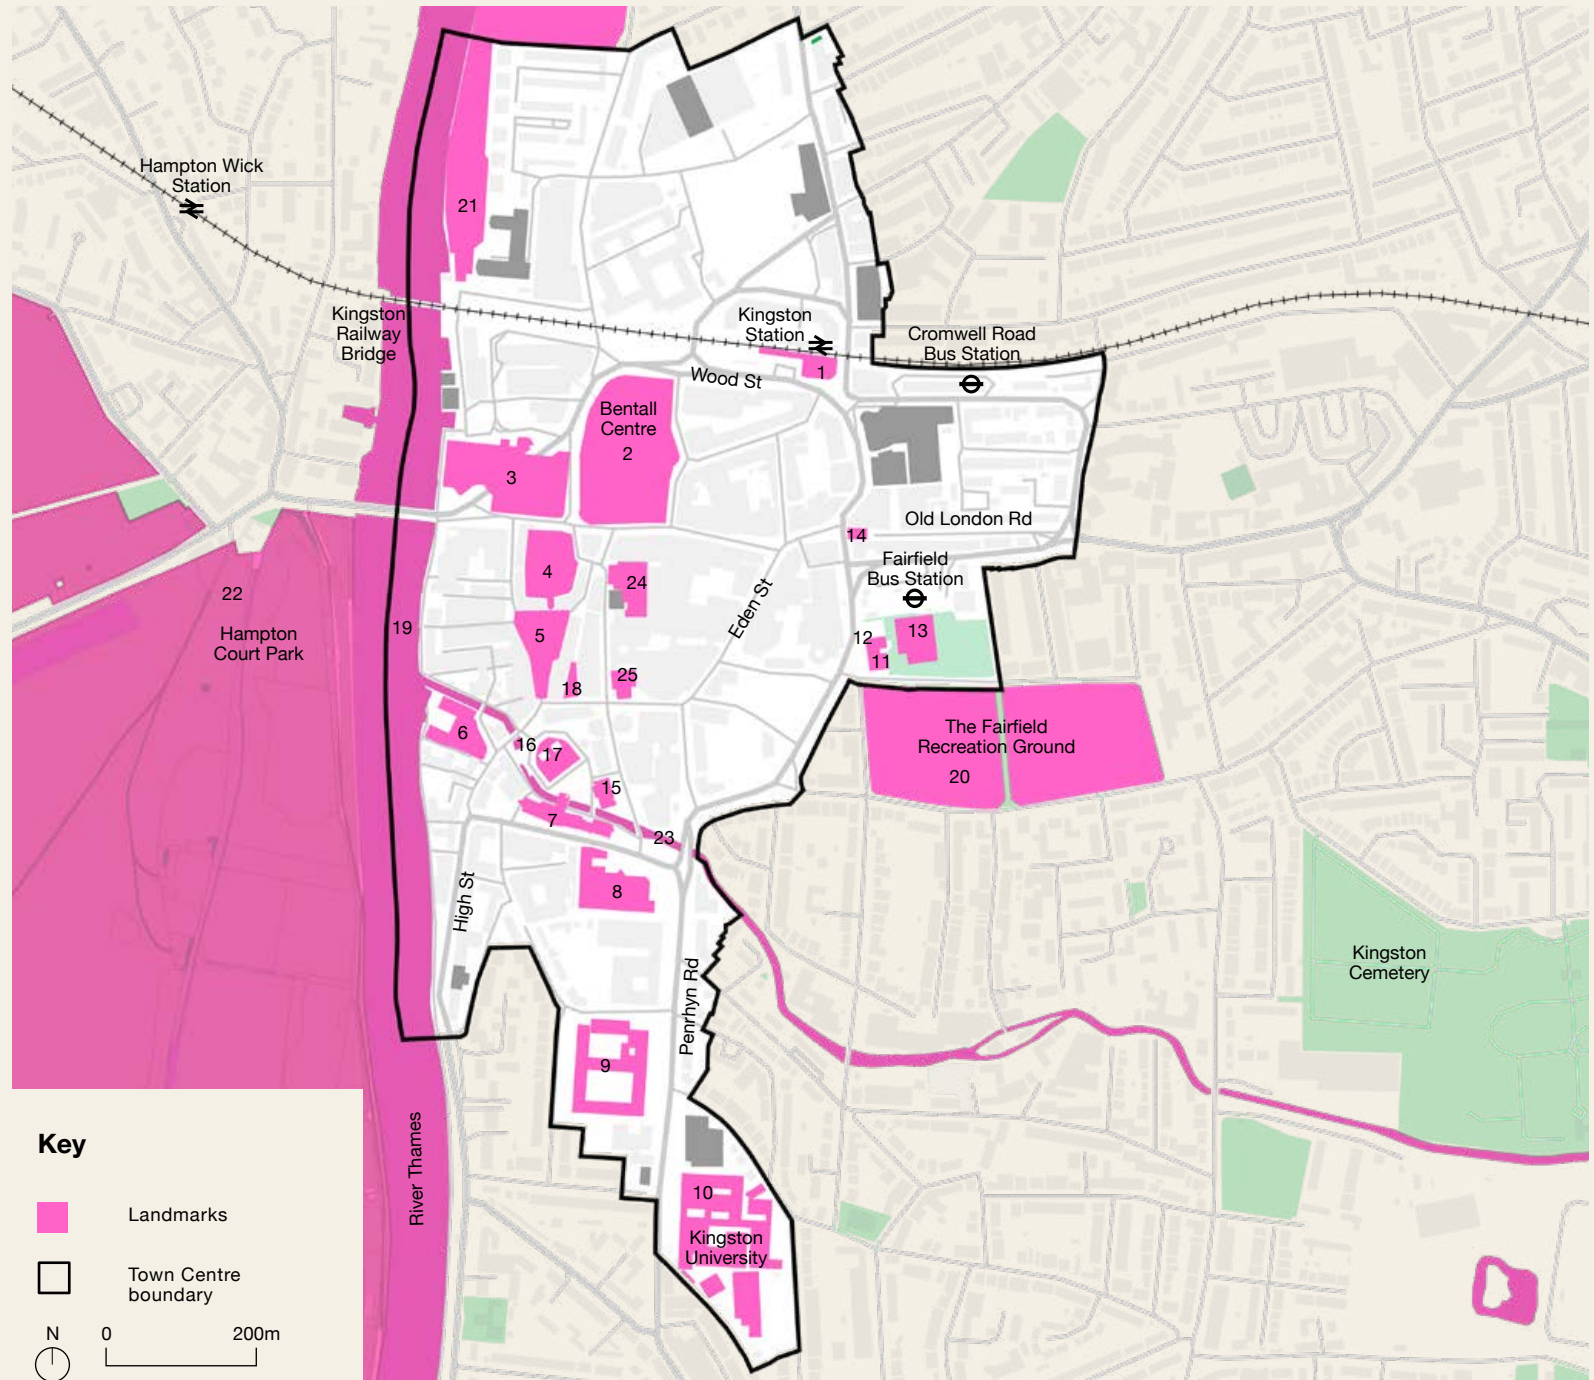 Hampton Wick
Station
21
Kingston
Railway
Bridge
Kingston
Station
Cromwell Road
Bus Station
1
Wood St
Bentall
Centre
2
3
Old London Rd
14
Fairfield
Bus Station
4
24
22
Hampton
Court Park
19
5
Eden St
12
13
11
18
25
6
16
17
The Fairfield
Recreation Ground
20
15
7
23
8
High St
Kingston
Cemetery
Penrhyn Rd
9
River Thames
10
Kingston
University
Key
Landmarks
Town Centre
boundary
N
0
200m